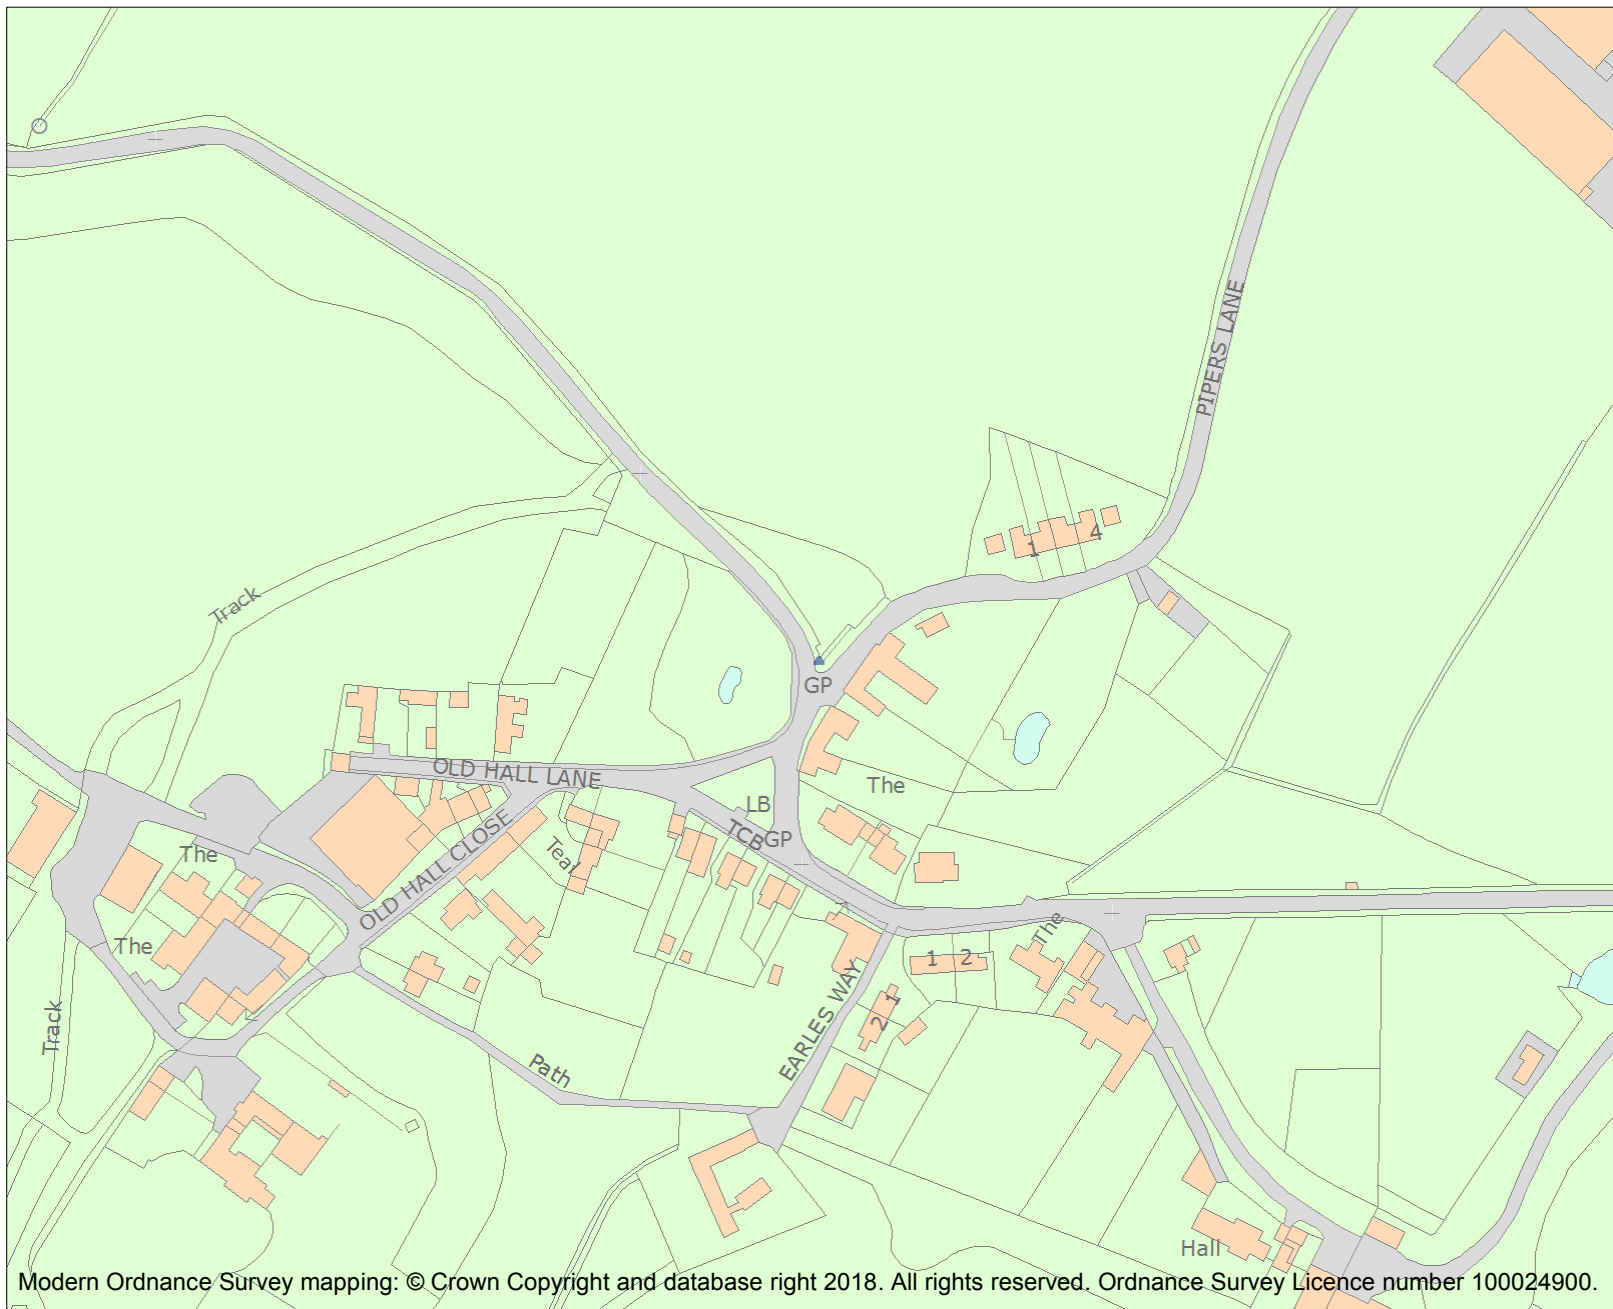 PIPERS LANE
1
4
Track
GP
OLD HALL LANE
The
LB
TCB
GP
OLD HALL CLOSE
Teal
The
The
The
1
2
EARLES WAY
1
2
Track
Path
Hall
Modern Ordnance Survey mapping: © Crown Copyright and database right 2018. All rights reserved. Ordnance Survey Licence number 100024900.